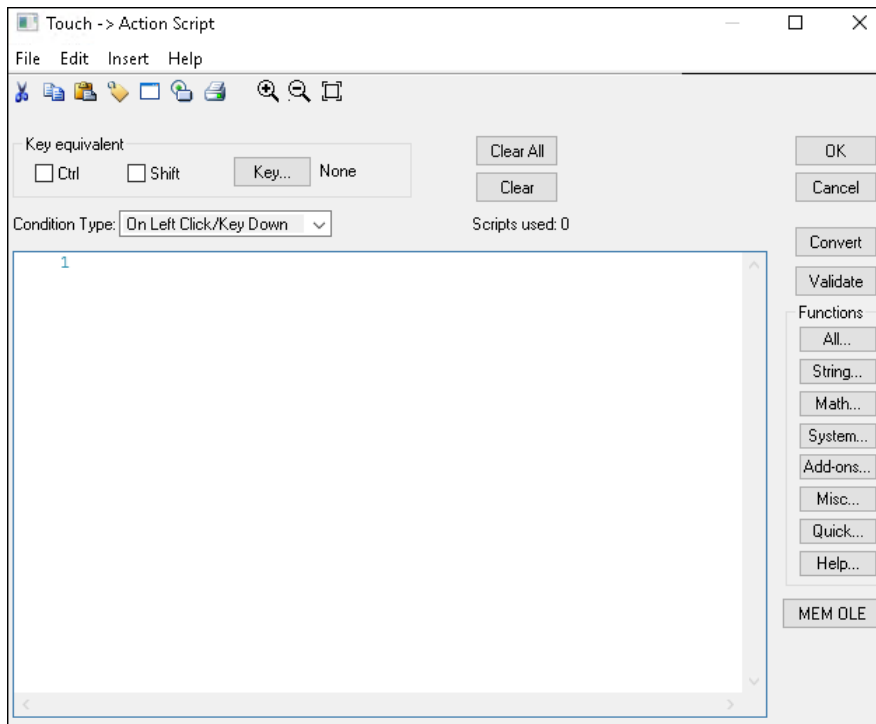 Touch -> Action Script
File Edit Insert Help
Key equivalent
Ctrl Shift Key... None
Clear All
Clear
OK
Cancel
Condition Type: On Left Click/Key Down
Scripts used: 0
Convert
Validate
1
Functions
All...
String...
Math...
System...
Add-ons...
Misc...
Quick...
Help...
MEM OLE